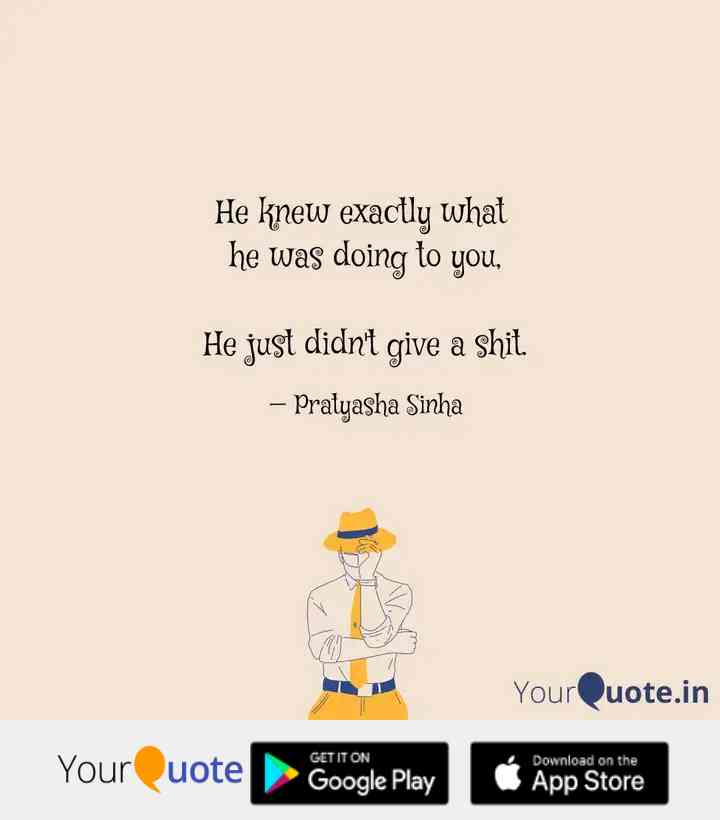 He knew exactly what
he was doing to you,
He just didn't give a shit.
— Pratyasha Sinha
YourQuote.in
YourQuote
GET IT ON
Google Play
Download on the
App Store